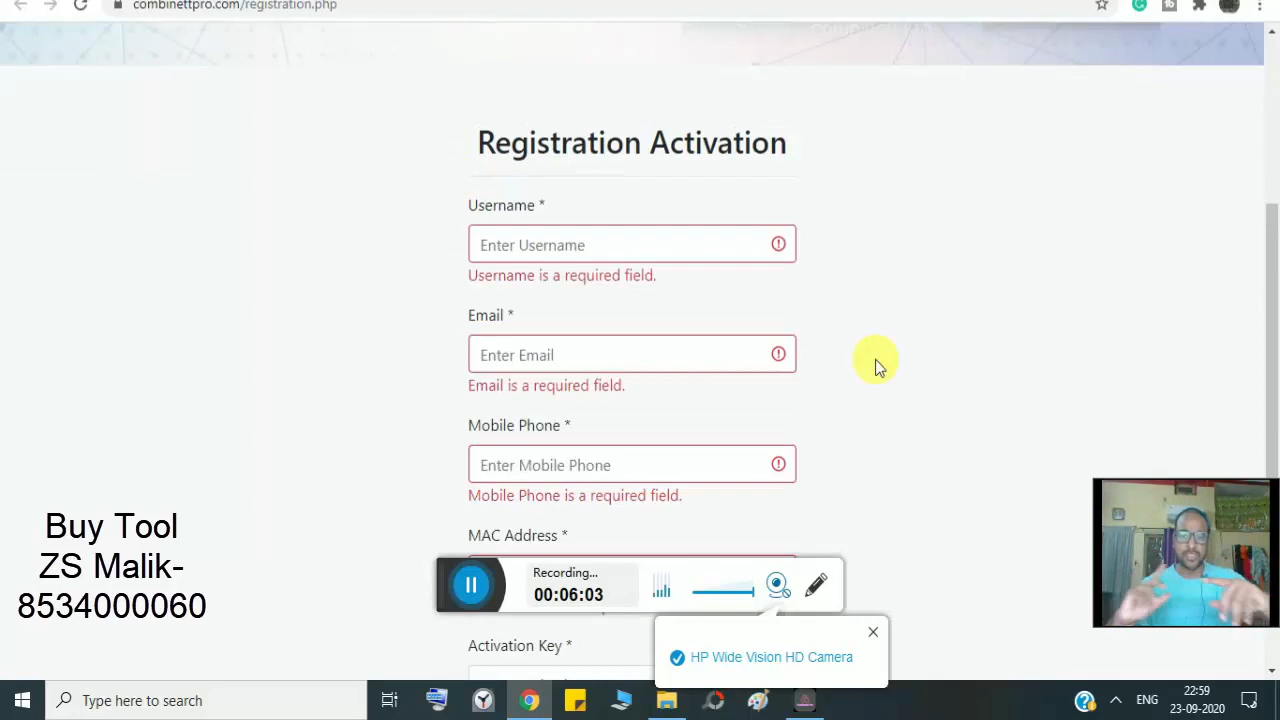 combinettpro.com/registration.php
Registration Activation
Username *
Enter Username
Username is a required field.
Email *
Enter Email
Email is a required field.
Mobile Phone *
Enter Mobile Phone
Mobile Phone is a required field.
MAC Address *
Recording...
00:06:03
Activation Key *
HP Wide Vision HD Camera
Buy Tool
ZS Malik-
8534000060
Type here to search
ENG
22:59
23-09-2020